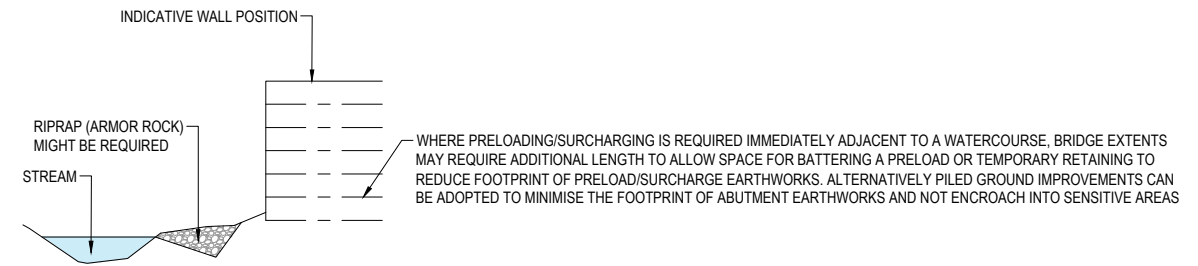 INDICATIVE WALL POSITION
RIPRAP (ARMOR ROCK)
MIGHT BE REQUIRED
STREAM
WHERE PRELOADING/SURCHARGING IS REQUIRED IMMEDIATELY ADJACENT TO A WATERCOURSE, BRIDGE EXTENTS
MAY REQUIRE ADDITIONAL LENGTH TO ALLOW SPACE FOR BATTERING A PRELOAD OR TEMPORARY RETAINING TO
REDUCE FOOTPRINT OF PRELOAD/SURCHARGE EARTHWORKS. ALTERNATIVELY PILED GROUND IMPROVEMENTS CAN
BE ADOPTED TO MINIMISE THE FOOTPRINT OF ABUTMENT EARTHWORKS AND NOT ENCROACH INTO SENSITIVE AREAS